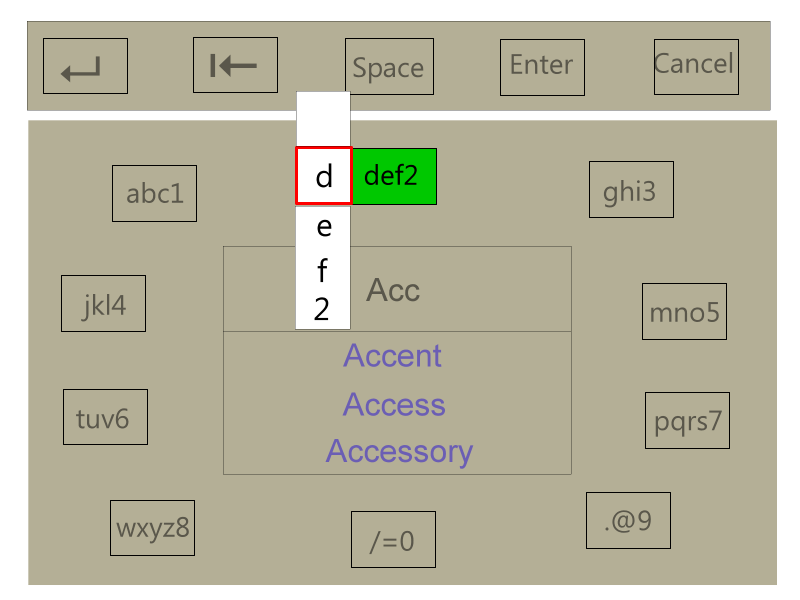 Space
Enter
Cancel
abc1
d
def2
ghi3
e
f
2
jkl4
Acc
mno5
Accent
Access
Accessory
tuv6
pqrs7
wxyz8
/=0
.@9